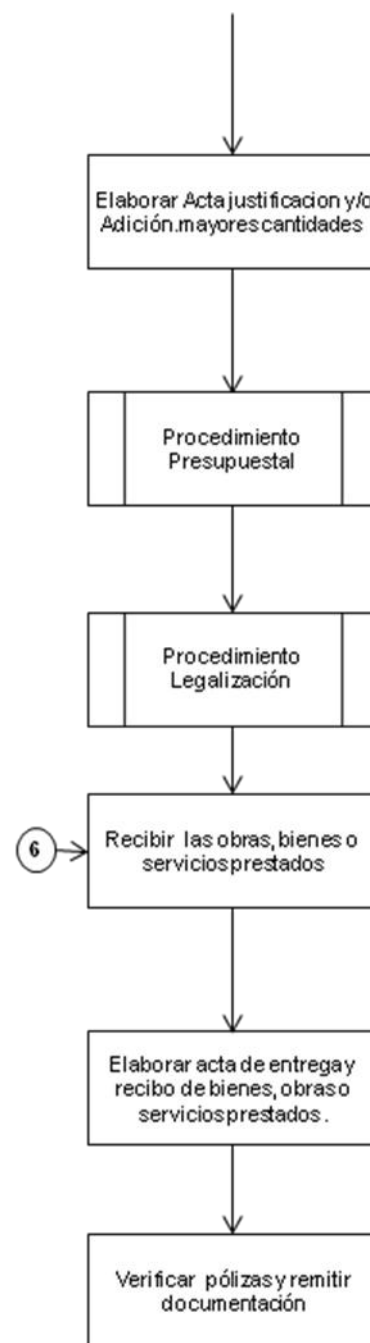 Elaborar Acta justificacion y/o
Adición.mayores cantidades
Procedimiento
Presupuestal
Procedimiento
Legalización
6
Recibir las obras, bienes o
servicios prestados
Elaborar acta de entrega y
recibo de bienes, obras o
servicios prestados.
Verificar pólizas y remitir
documentación